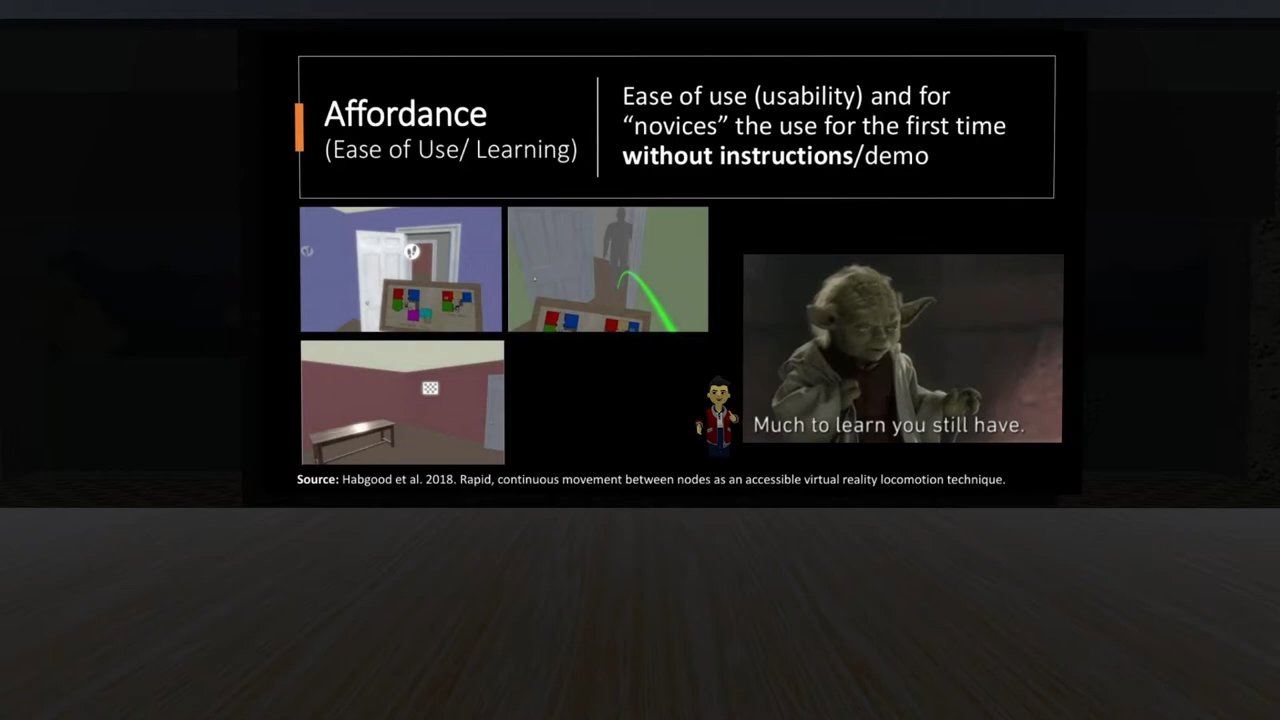 Affordance
(Ease of Use/ Learning)
Ease of use (usability) and for
“novices” the use for the first time
without instructions/demo
Much to learn you still have.
Source: Habgood et al. 2018. Rapid, continuous movement between nodes as an accessible virtual reality locomotion technique.